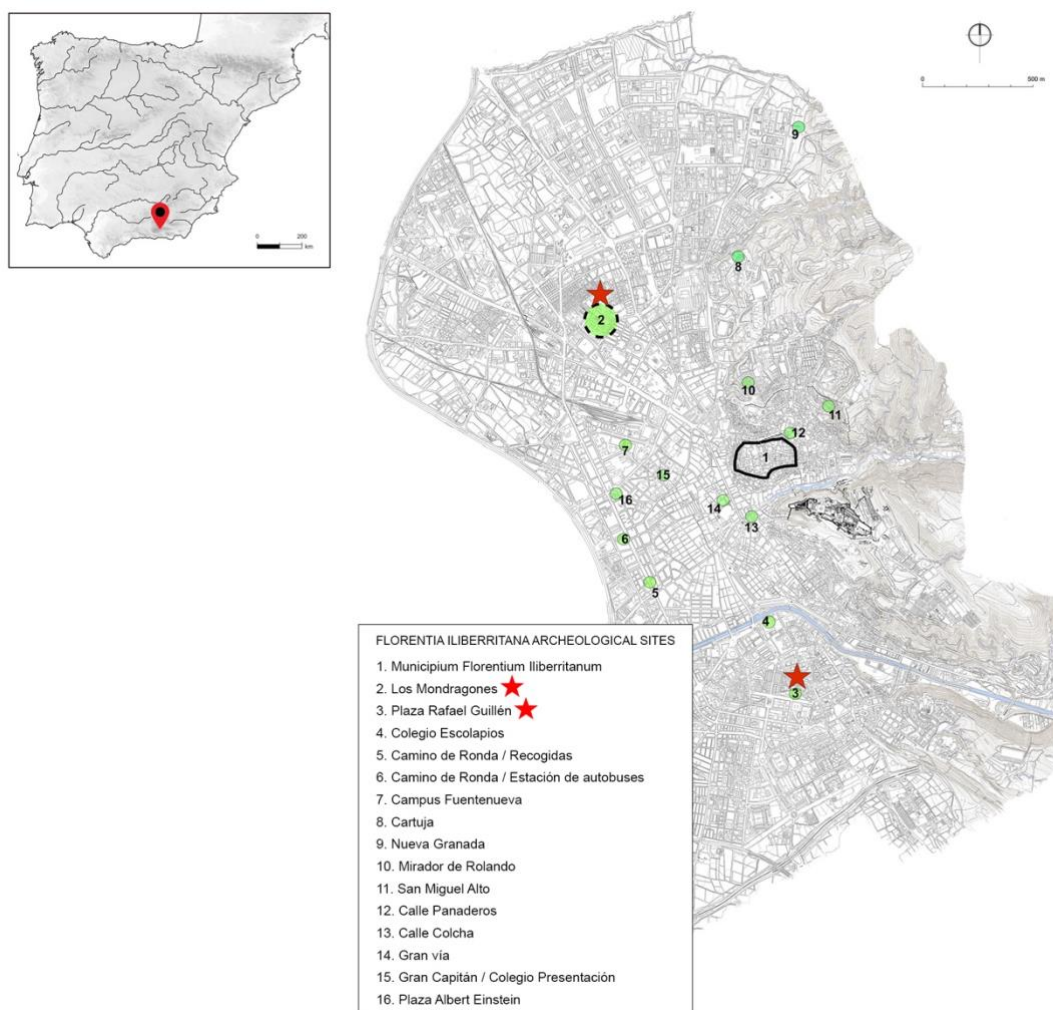 0
200
km
0
500 m
9
8
2
10
11
12
1
7
15
16
14
13
6
5
4
3
FLORENTIA ILIBERRITANA ARCHEOLOGICAL SITES
1. Municipium Florentium Iliberritanum
2. Los Mondragones
3. Plaza Rafael Guillén
4. Colegio Escolapios
5. Camino de Ronda / Recogidas
6. Camino de Ronda / Estación de autobuses
7. Campus Fuentenueva
8. Cartuja
9. Nueva Granada
10. Mirador de Rolando
11. San Miguel Alto
12. Calle Panaderos
13. Calle Colcha
14. Gran vía
15. Gran Capitán / Colegio Presentación
16. Plaza Albert Einstein